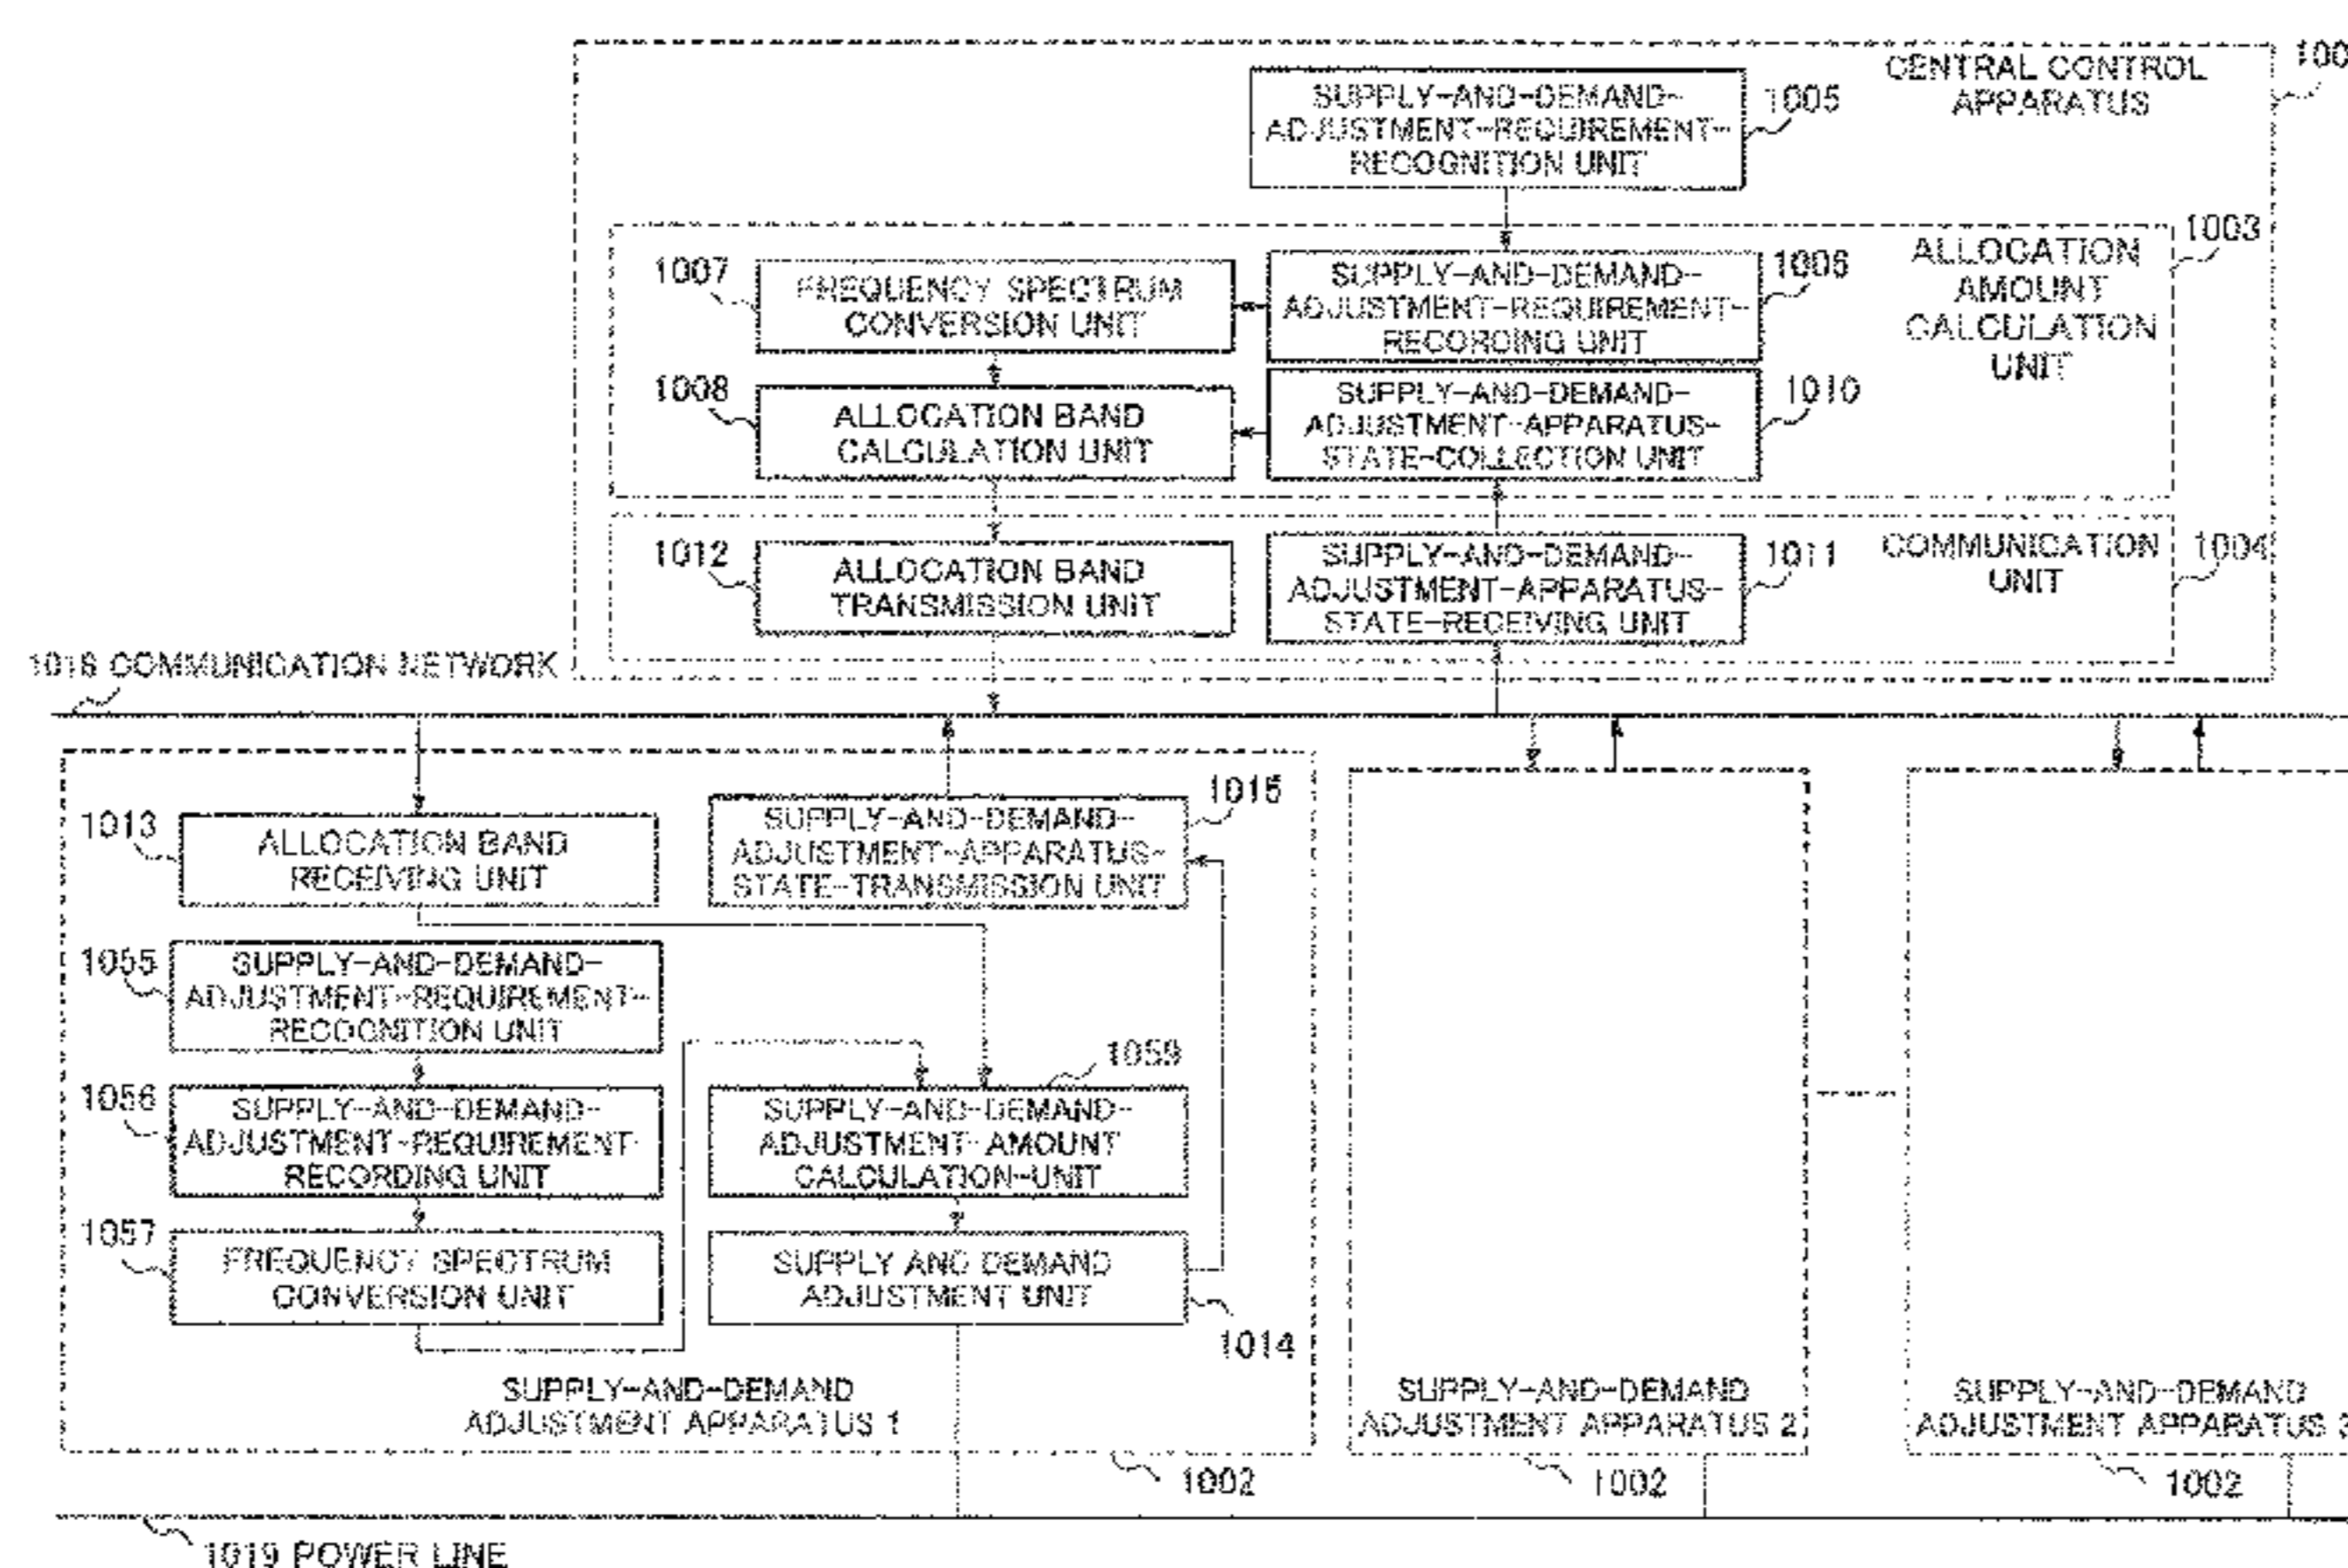 CENTRAL CONTROL
APPARATUS
100
SUPPLY-AND-DEMAND-
ADJUSTMENT-REQUIREMENT-
RECOGNITION UNIT
1005
1003
ALLOCATION
AMOUNT
CALCULATION
UNIT
1007
FREQUENCY SPECTRUM
CONVERSION UNIT
SUPPLY-AND-DEMAND-
ADJUSTMENT-REQUIREMENT-
RECORDING UNIT
1006
1008
ALLOCATION BAND
CALCULATION UNIT
SUPPLY-AND-DEMAND-
ADJUSTMENT-APPARATUS-
STATE-COLLECTION UNIT
1010
1012
ALLOCATION BAND
TRANSMISSION UNIT
SUPPLY-AND-DEMAND-
ADJUSTMENT-APPARATUS-
STATE-RECEIVING UNIT
1011
COMMUNICATION
UNIT
1004
COMMUNICATION NETWORK
1013
ALLOCATION BAND
RECEIVING UNIT
SUPPLY-AND-DEMAND-
ADJUSTMENT-APPARATUS-
STATE-TRANSMISSION UNIT
1015
1055
SUPPLY-AND-DEMAND-
ADJUSTMENT-REQUIREMENT-
RECOGNITION UNIT
1056
SUPPLY-AND-DEMAND-
ADJUSTMENT-REQUIREMENT-
RECORDING UNIT
SUPPLY-AND-DEMAND-
ADJUSTMENT-AMOUNT
CALCULATION-UNIT
1057
FREQUENCY SPECTRUM
CONVERSION UNIT
SUPPLY AND DEMAND
ADJUSTMENT UNIT
1014
SUPPLY-AND-DEMAND
ADJUSTMENT APPARATUS 1
1002
SUPPLY-AND-DEMAND
ADJUSTMENT APPARATUS 2
1002
SUPPLY-AND-DEMAND
ADJUSTMENT APPARATUS 3
1002
1019 POWER LINE